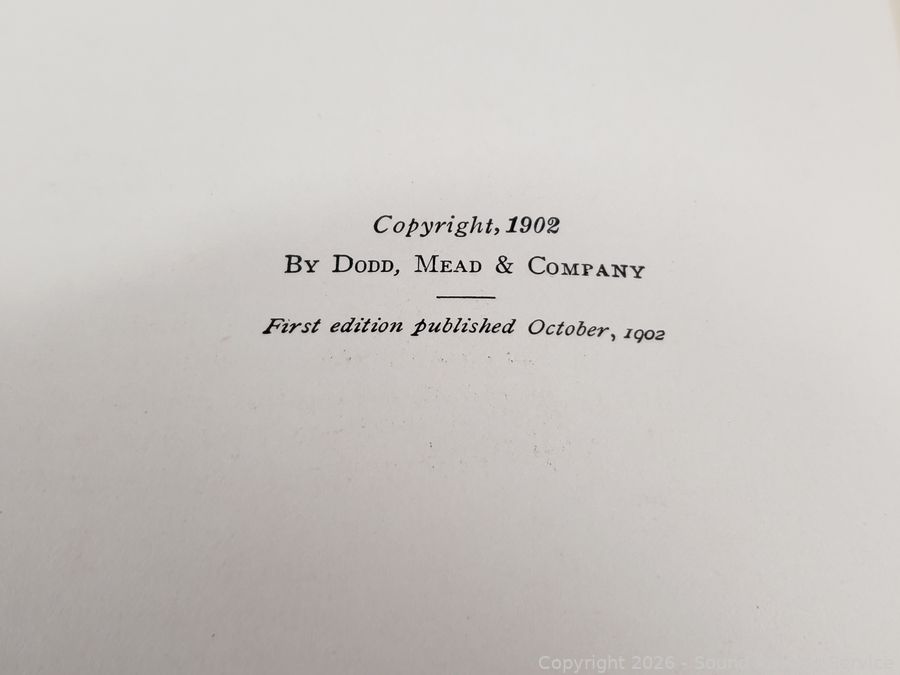 Copyright, 1902
By Dodd, Mead & Company
First edition published October, 1902
Copyright 2026 - Sound Service